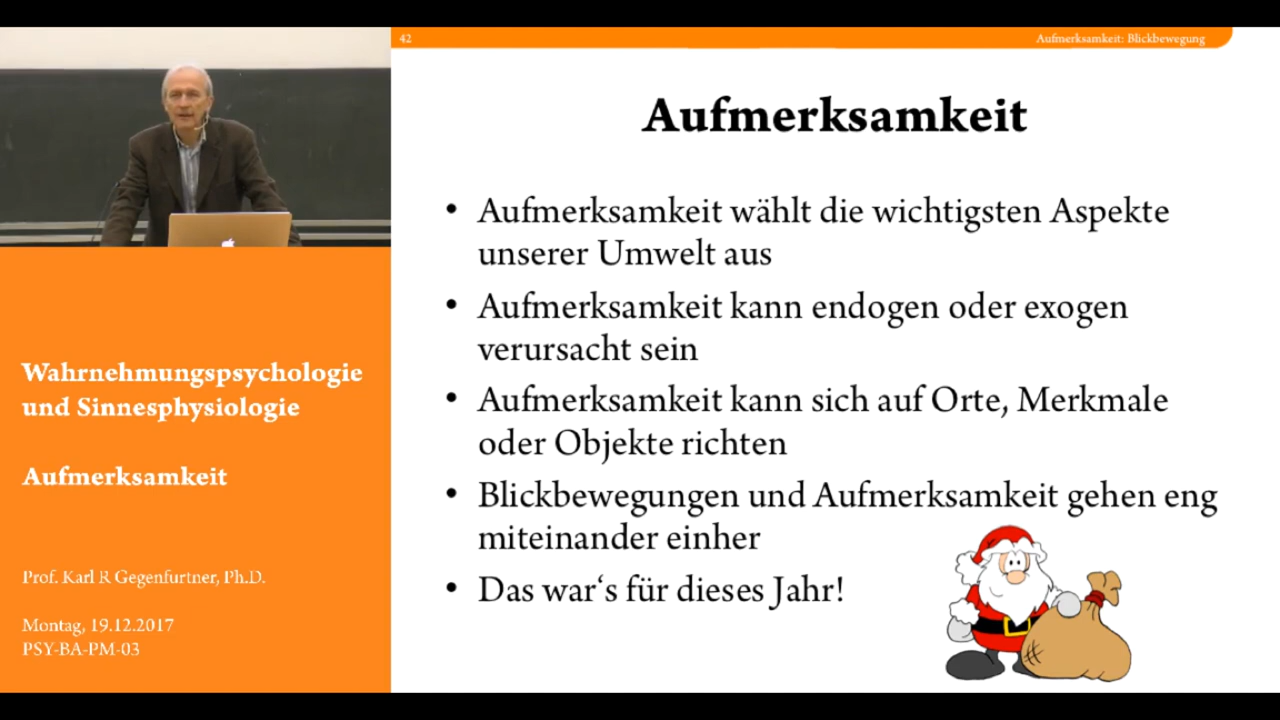 42
Aufmerksamkeit: Blickbewegung
Aufmerksamkeit
• Aufmerksamkeit wählt die wichtigsten Aspekte
unserer Umwelt aus
• Aufmerksamkeit kann endogen oder exogen
verursacht sein
• Aufmerksamkeit kann sich auf Orte, Merkmale
oder Objekte richten
• Blickbewegungen und Aufmerksamkeit gehen eng
miteinander einher
• Das war‘s für dieses Jahr!
Wahrnehmungspsychologie
und Sinnesphysiologie
Aufmerksamkeit
Prof. Karl R Gegenfurtner, Ph.D.
Montag, 19.12.2017
PSY-BA-PM-03